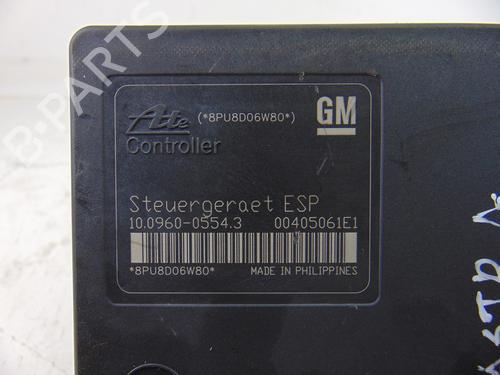 B-PARTS
Ate
(*8PU8D06W80*)
GM
Controller
Steuergeraet ESP
10.0960-0554.3 00405061E1
*8PU8D06W80*
MADE IN PHILIPPINES